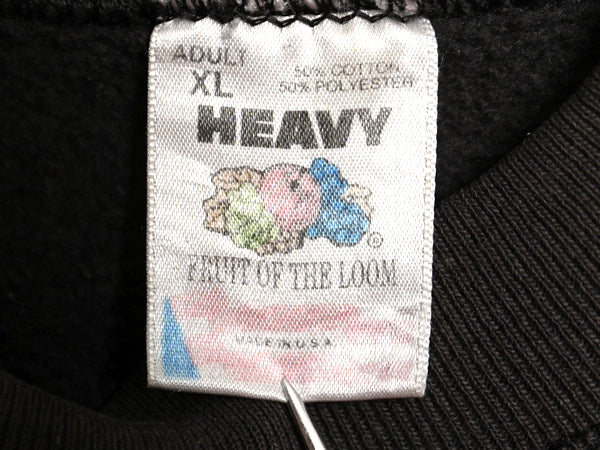 ADULT
XL
50% COTTON
50% POLYESTER
HEAVY
®
FRUIT OF THE LOOM
MADE IN U.S.A.